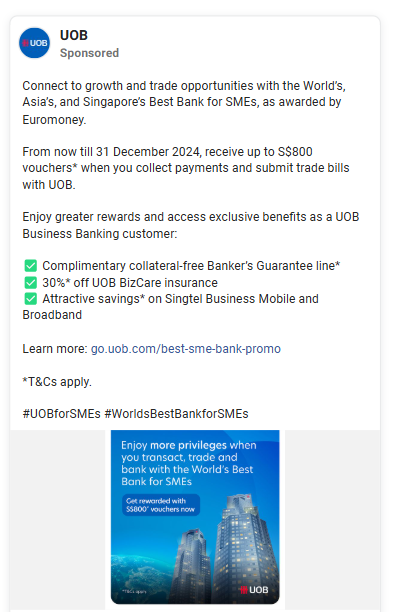 UOB
UOB
Sponsored
Connect to growth and trade opportunities with the World's,
Asia's, and Singapore's Best Bank for SMEs, as awarded by
Euromoney.
From now till 31 December 2024, receive up to S$800
vouchers* when you collect payments and submit trade bills
with UOB.
Enjoy greater rewards and access exclusive benefits as a UOB
Business Banking customer:
✅ Complimentary collateral-free Banker's Guarantee line*
✅ 30%* off UOB BizCare insurance
✅ Attractive savings* on Singtel Business Mobile and
Broadband
Learn more: go.uob.com/best-sme-bank-promo
*T&Cs apply.
#UOBforSMEs #WorldsBestBankforSMEs
Enjoy more privileges when
you transact, trade and
bank with the World's Best
Bank for SMEs
Get rewarded with
S$800* vouchers now
*T&Cs apply
UOB